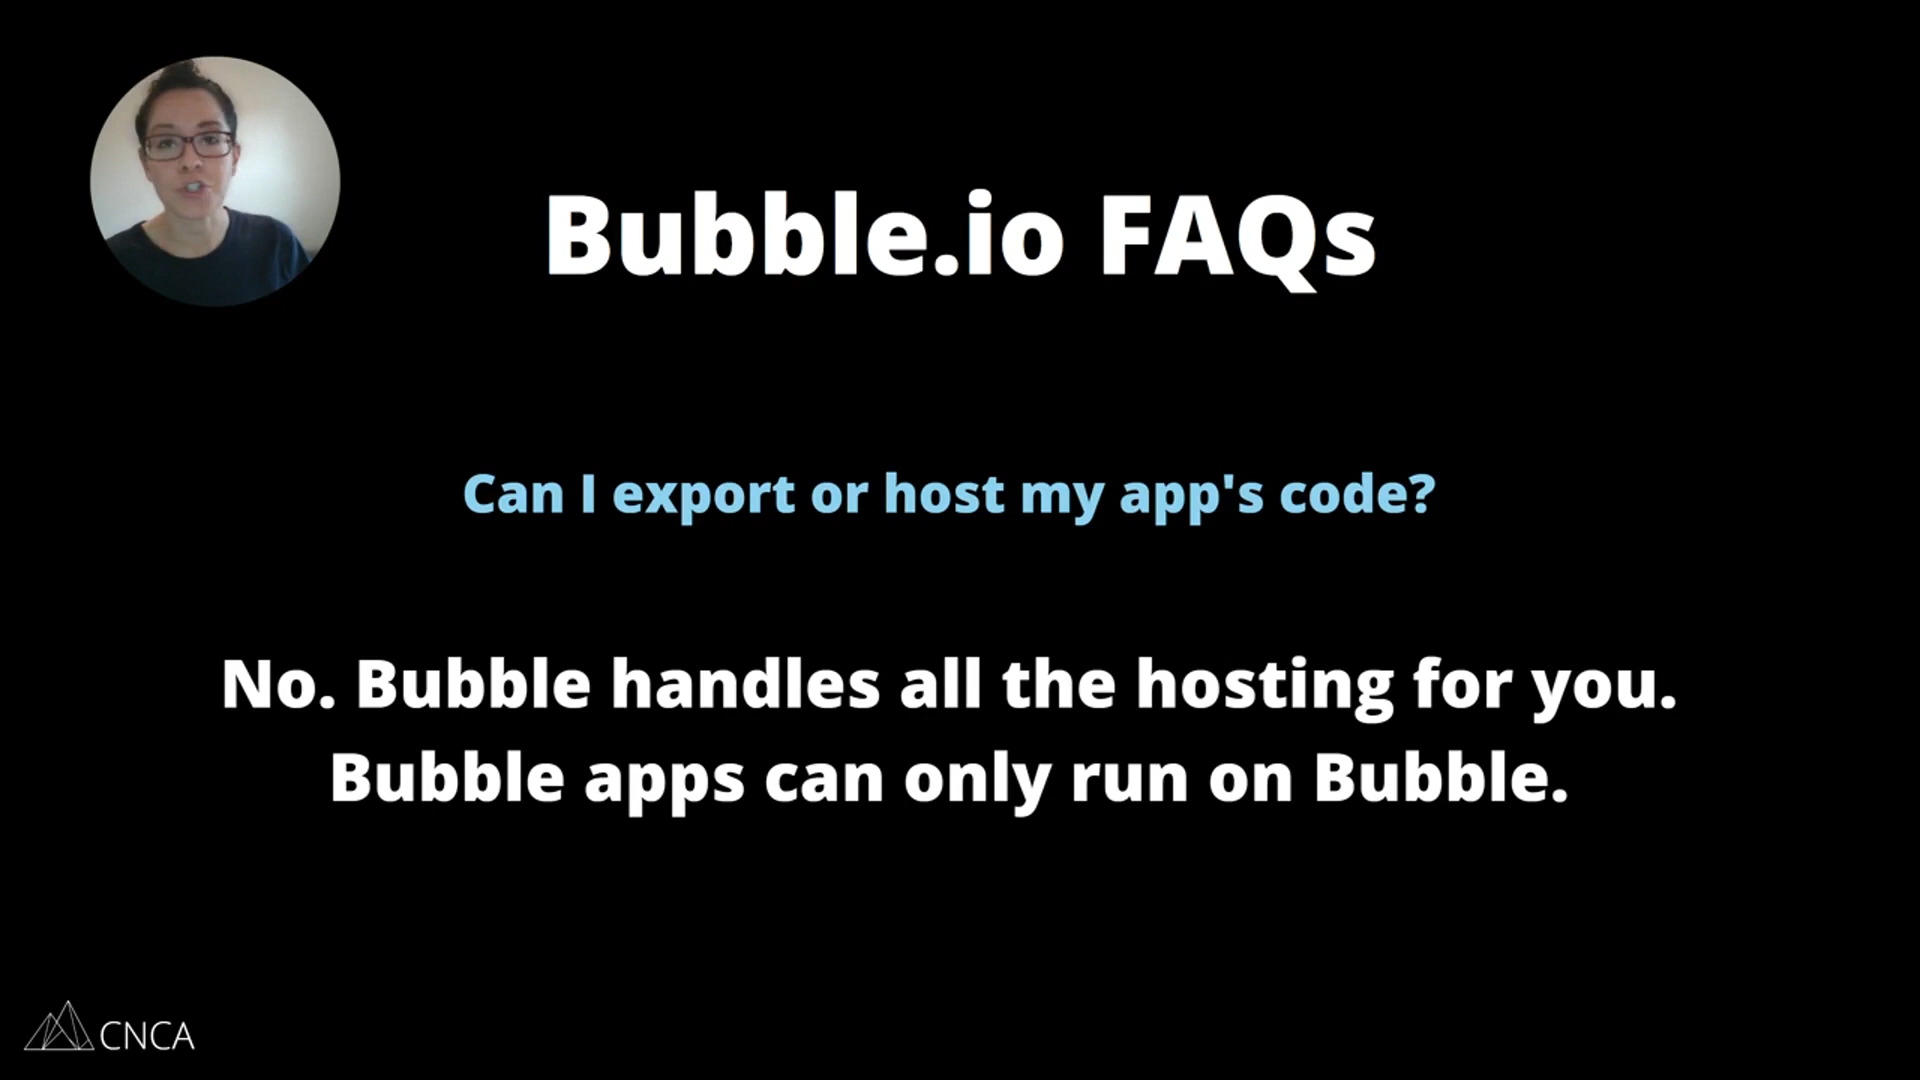 Bubble.io FAQs
Can I export or host my app's code?
No. Bubble handles all the hosting for you.
Bubble apps can only run on Bubble.
CNCA